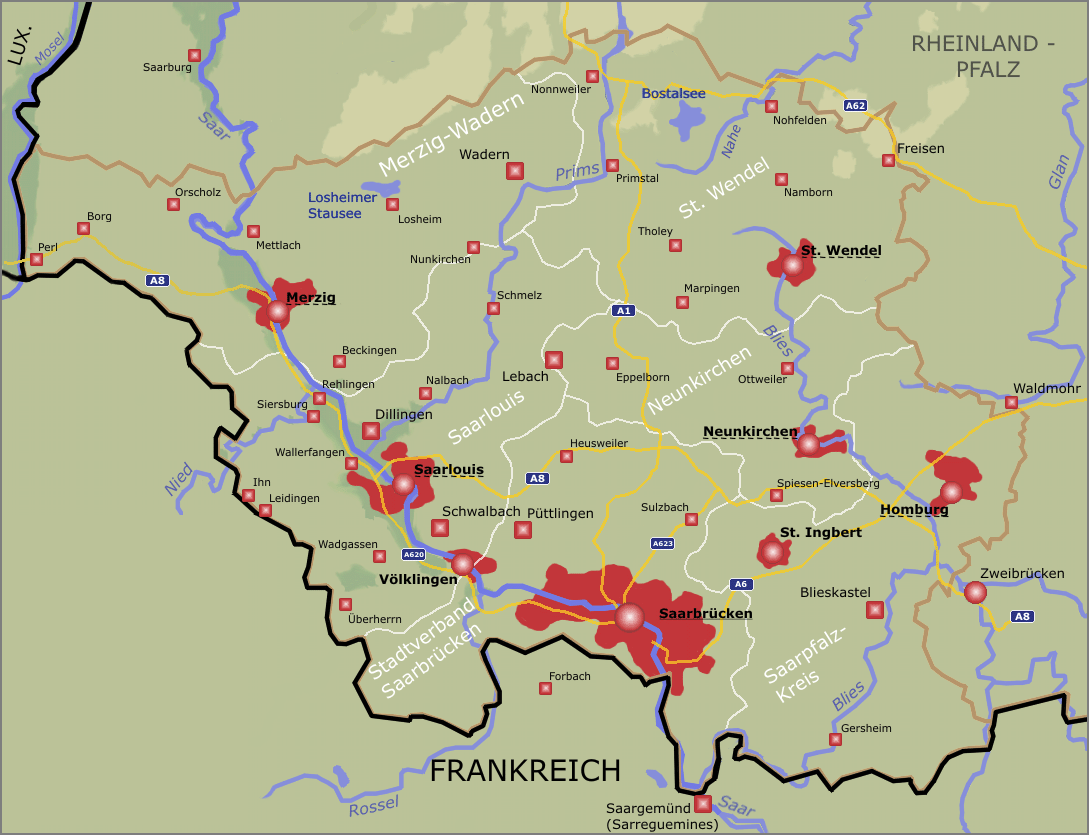 LUX.
Mosel
Saarburg
Saar
RHEINLAND -
PFALZ
Nonnweiler
Bostalsee
A62
Nohfelden
Nahe
Freisen
Glan
Merzig-Wadern
Wadern
Prims
Primstal
St. Wendel
Namborn
Orscholz
Losheimer
Stausee
Losheim
Borg
Perl
Mettlach
Nunkirchen
Tholey
St. Wendel
A8
Merzig
Schmelz
Marpingen
A1
Blies
Beckingen
Lebach
Eppelborn
Ottweiler
Neunkirchen
Rehlingen
Nalbach
Siersburg
Dillingen
Saarlouis
Waldmohr
Neunkirchen
Wallerfangen
Heusweiler
Saarlouis
Nied
Ihn
Leidingen
A8
Spiesen-Elversberg
Homburg
Schwalbach
Püttlingen
Sulzbach
St. Ingbert
Wadgassen
A620
A623
Völklingen
A6
Zweibrücken
Blieskastel
Überherrn
Saarbrücken
A8
Stadtverband
Saarbrücken
Saarpfalz-
Kreis
Forbach
Blies
Gersheim
FRANKREICH
Rossel
Saargemünd
(Sarreguemines)
Saar